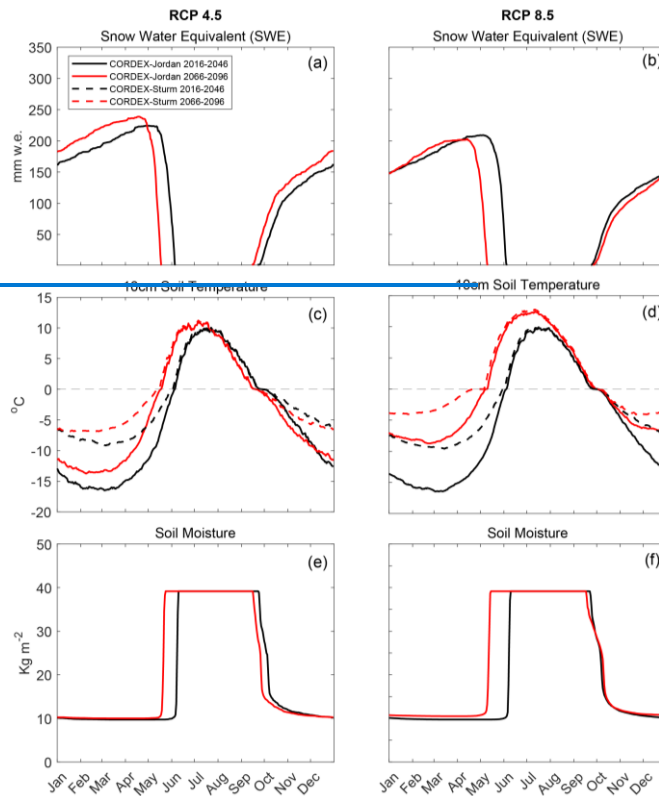 RCP 4.5
Snow Water Equivalent (SWE)
RCP 8.5
Snow Water Equivalent (SWE)
350
300
250
200
150
100
50
mm w.e.
CORDEX-Jordan 2016-2046
CORDEX-Jordan 2066-2096
CORDEX-Sturm 2016-2046
CORDEX-Sturm 2066-2096
(a)
(b)
10cm Soil Temperature
10cm Soil Temperature
15
10
5
0
-5
-10
-15
-20
°C
(c)
(d)
Soil Moisture
Soil Moisture
50
40
30
20
10
0
Kg m-2
(e)
(f)
Jan Feb Mar Apr May Jun Jul Aug Sep Oct Nov Dec
Jan Feb Mar Apr May Jun Jul Aug Sep Oct Nov Dec